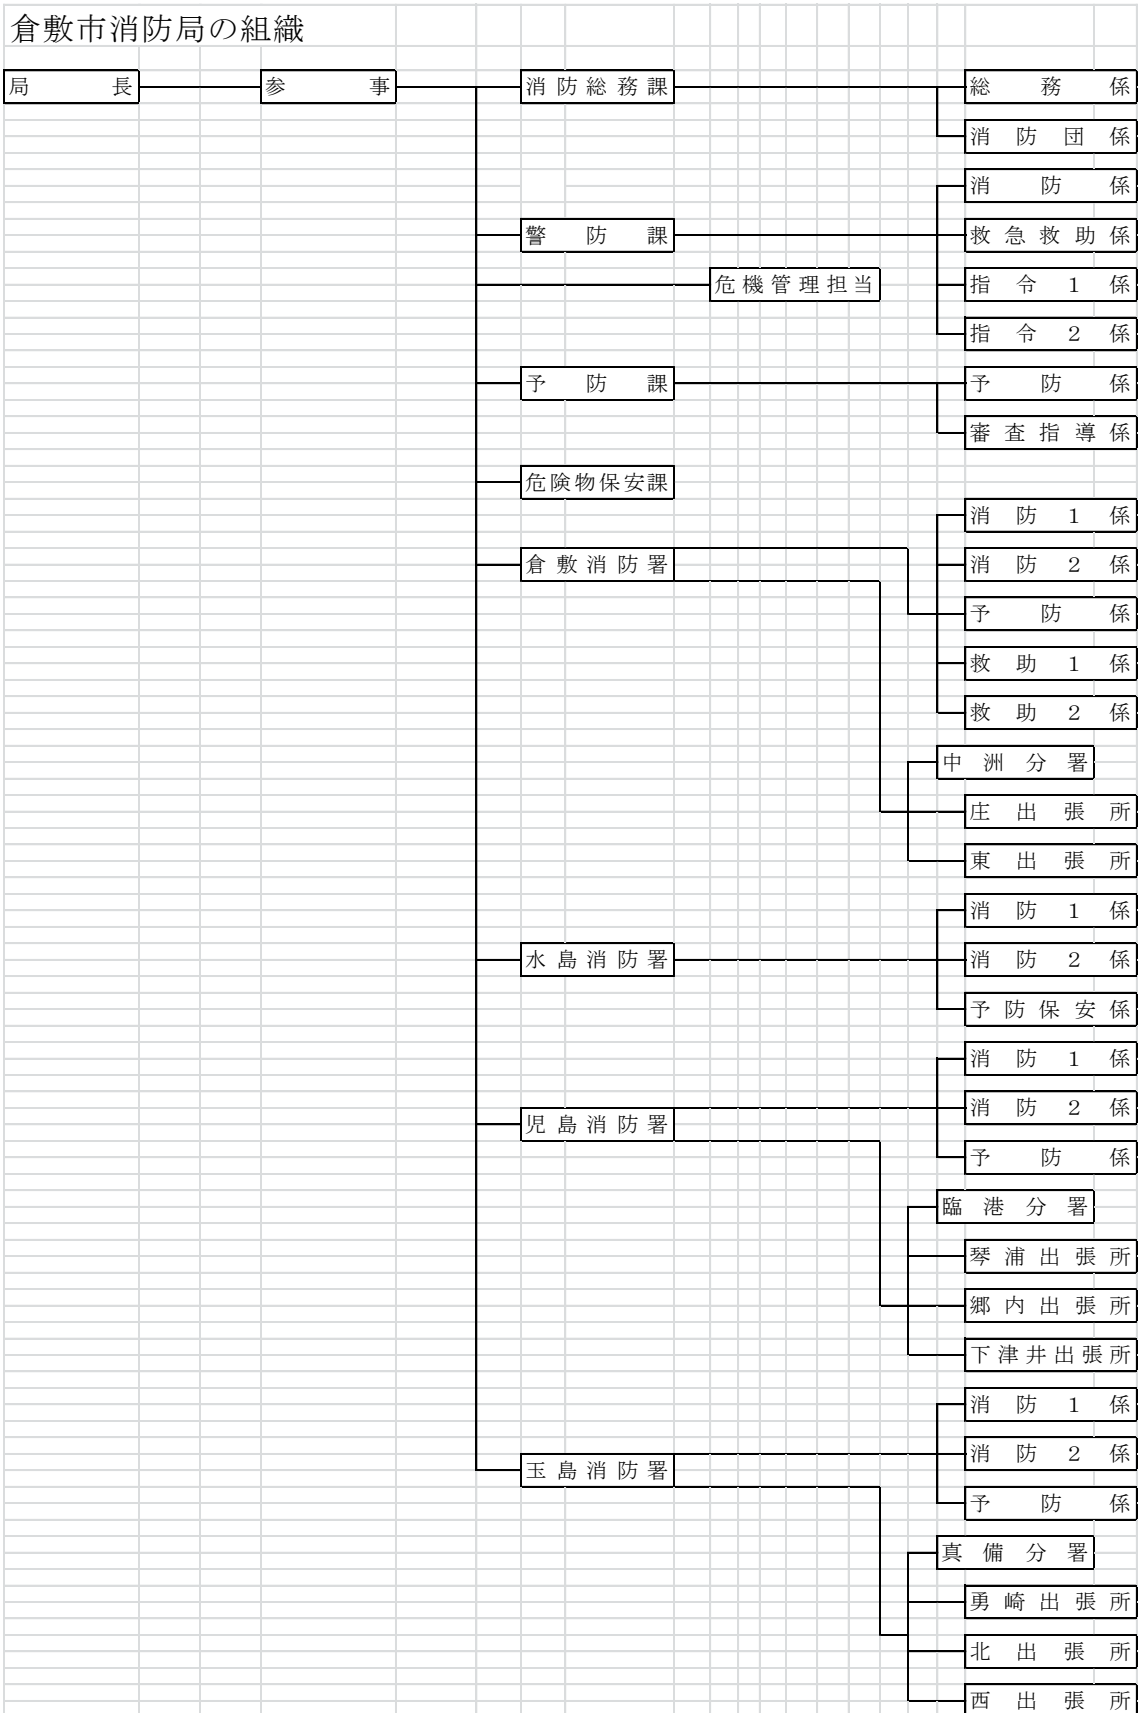 倉敷市消防局の組織
局長 参事 消防総務課 総務係
消防団係
消防係
警防課 救急救助係
危機管理担当 指令1係
指令2係
予防課 予防係
審査指導係
危険物保安課
消防1係
倉敷消防署 消防2係
予防係
救助1係
救助2係
中洲分署
庄出張所
東出張所
消防1係
水島消防署 消防2係
予防保安係
消防1係
児島消防署 消防2係
予防係
臨港分署
琴浦出張所
郷内出張所
下津井出張所
消防1係
玉島消防署 消防2係
予防係
真備分署
勇崎出張所
北出張所
西出張所